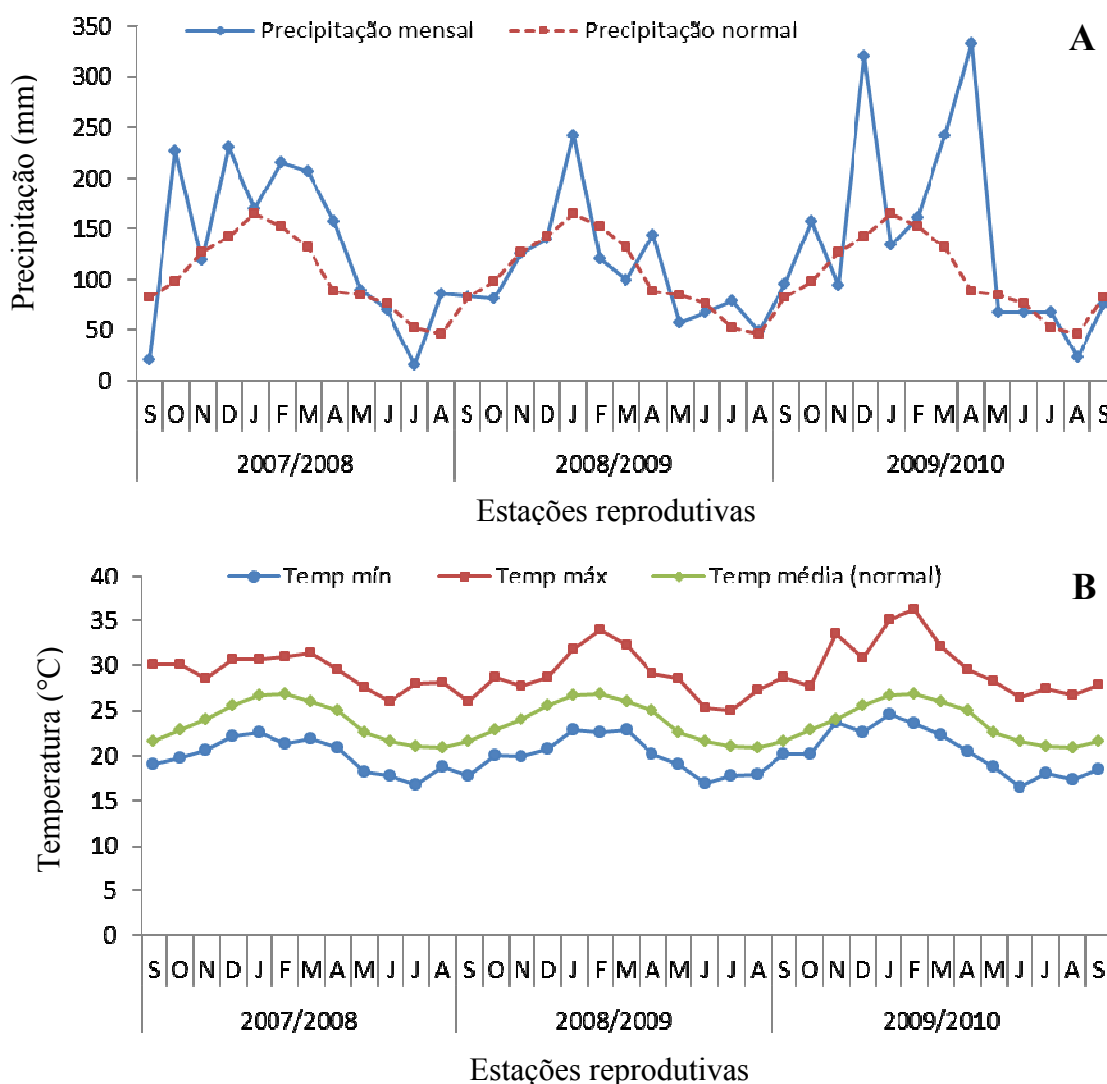 Precipitação mensal Precipitação normal A
Precipitação (mm)
350
300
250
200
150
100
50
0
S O N D J F M A M J J A S O N D J F M A M J J A S O N D J F M A M J J A S
2007/2008 2008/2009 2009/2010
Estações reprodutivas
Temp mín Temp máx Temp média (normal) B
Temperatura (°C)
40
35
30
25
20
15
10
5
0
S O N D J F M A M J J A S O N D J F M A M J J A S O N D J F M A M J J A S
2007/2008 2008/2009 2009/2010
Estações reprodutivas